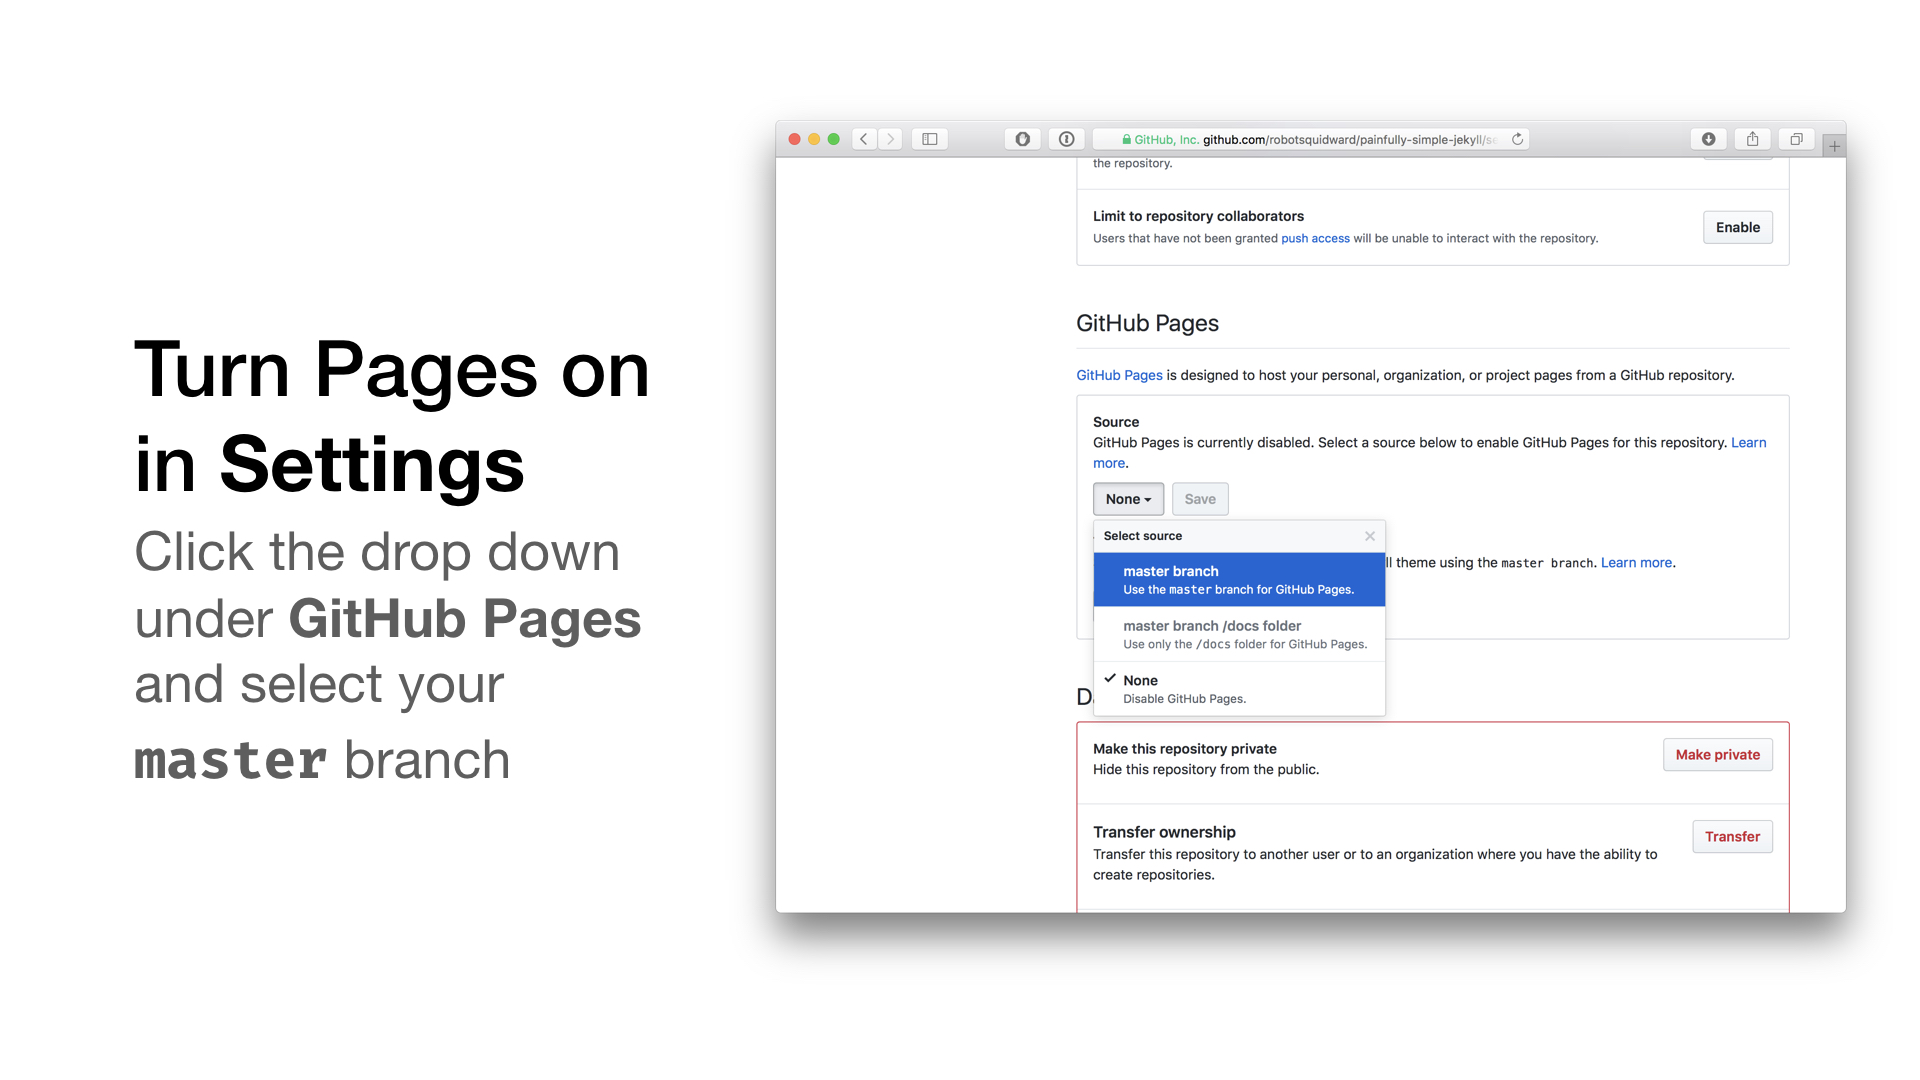 Turn Pages on
in Settings
Click the drop down
under GitHub Pages
and select your
master branch
GitHub, Inc. github.com/robotsquidward/painfully-simple-jekyll/se
the repository.
Limit to repository collaborators
Users that have not been granted push access will be unable to interact with the repository.
Enable
GitHub Pages
GitHub Pages is designed to host your personal, organization, or project pages from a GitHub repository.
Source
GitHub Pages is currently disabled. Select a source below to enable GitHub Pages for this repository. Learn
more.
None
Save
Select source
master branch
Use the master branch for GitHub Pages.
ll theme using the master branch. Learn more.
master branch /docs folder
Use only the /docs folder for GitHub Pages.
None
Disable GitHub Pages.
D
Make this repository private
Hide this repository from the public.
Make private
Transfer ownership
Transfer this repository to another user or to an organization where you have the ability to
create repositories.
Transfer